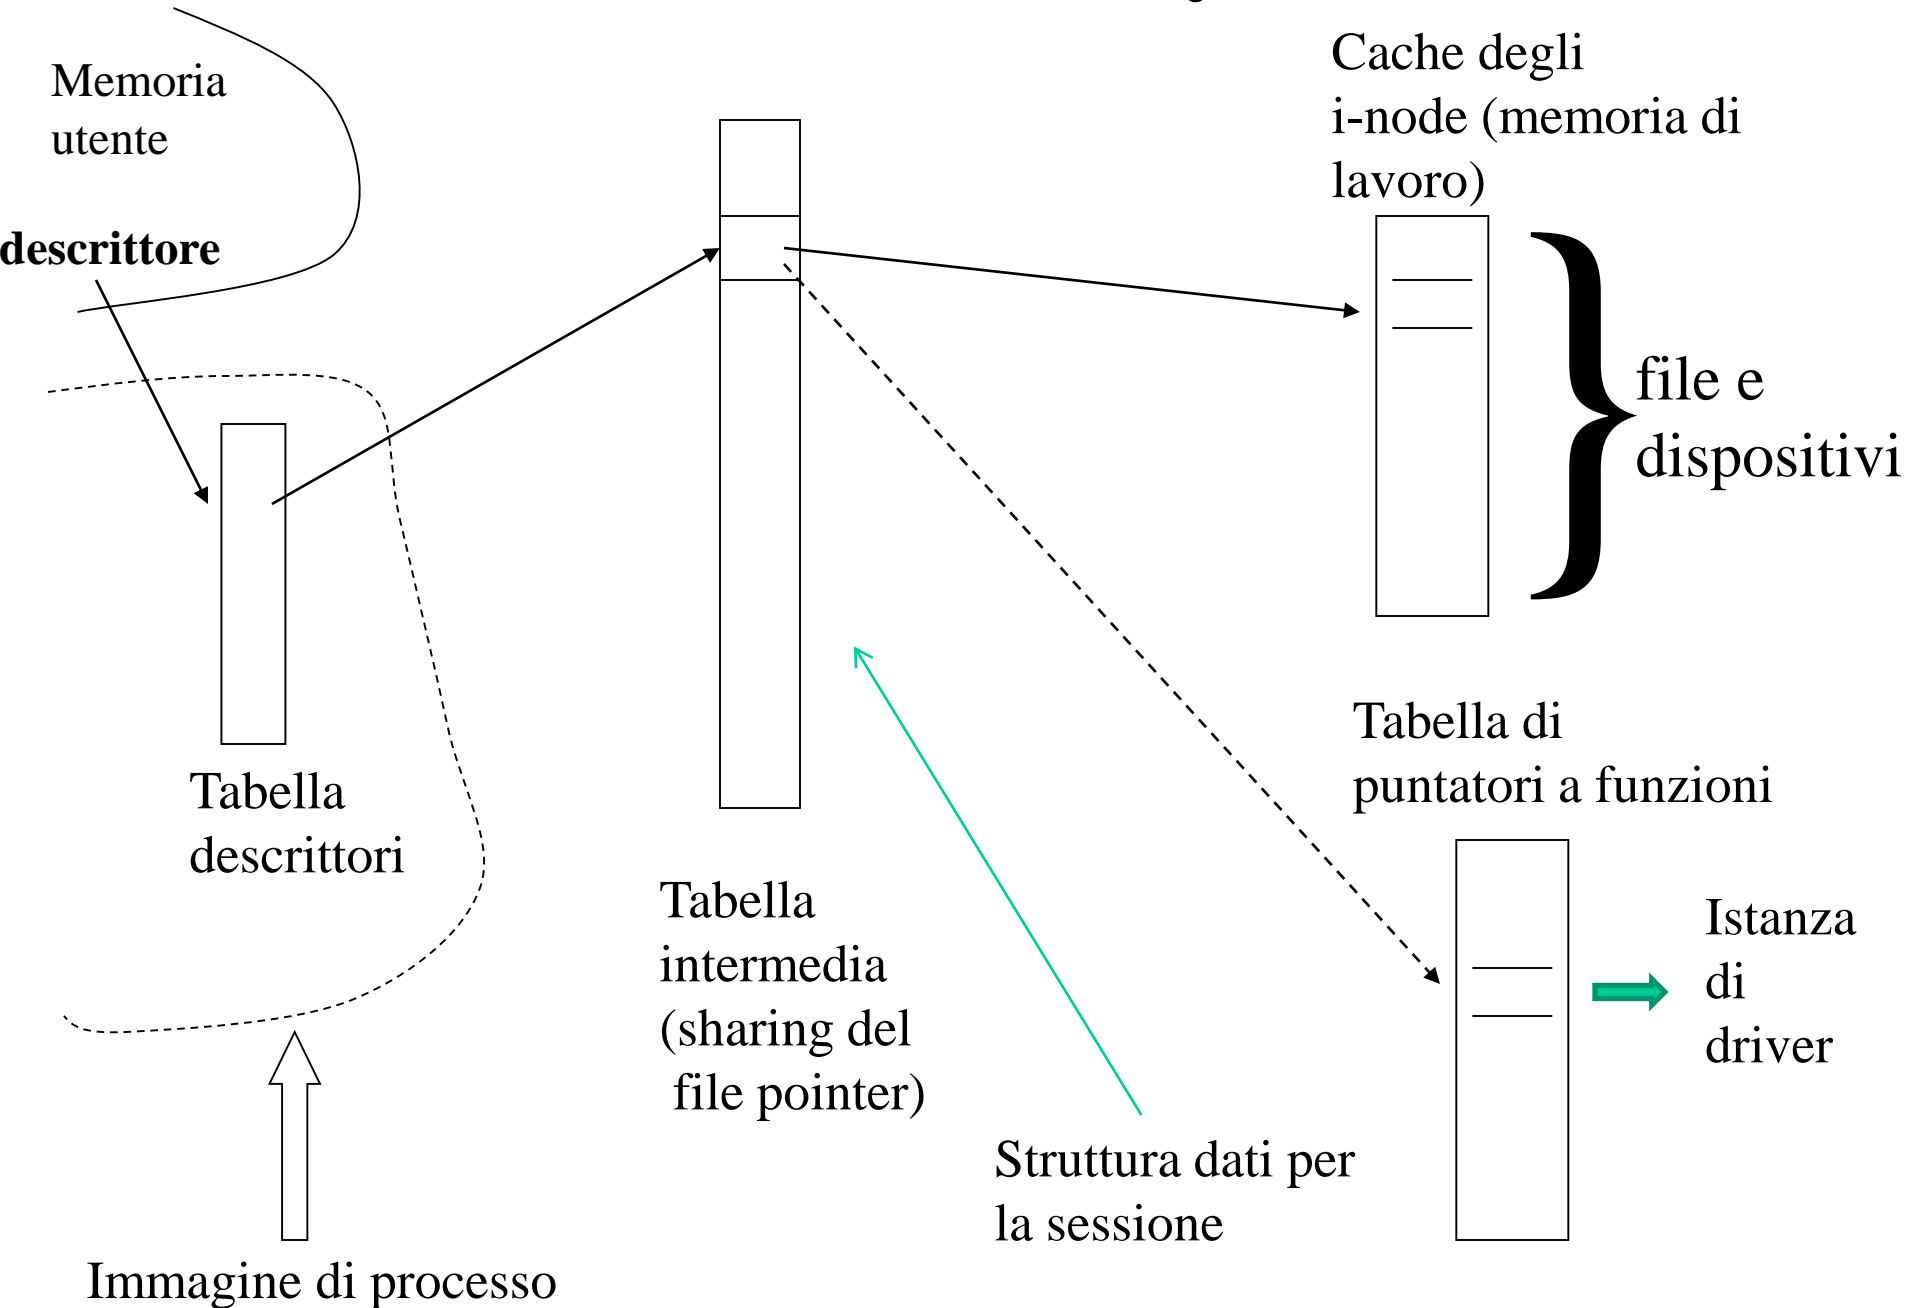 Memoria
utente
descrittore
Cache degli
i-node (memoria di
lavoro)
file e
dispositivi
Tabella
descrittori
Tabella
intermedia
(sharing del
file pointer)
Tabella di
puntatori a funzioni
Istanza
di
driver
Struttura dati per
la sessione
Immagine di processo